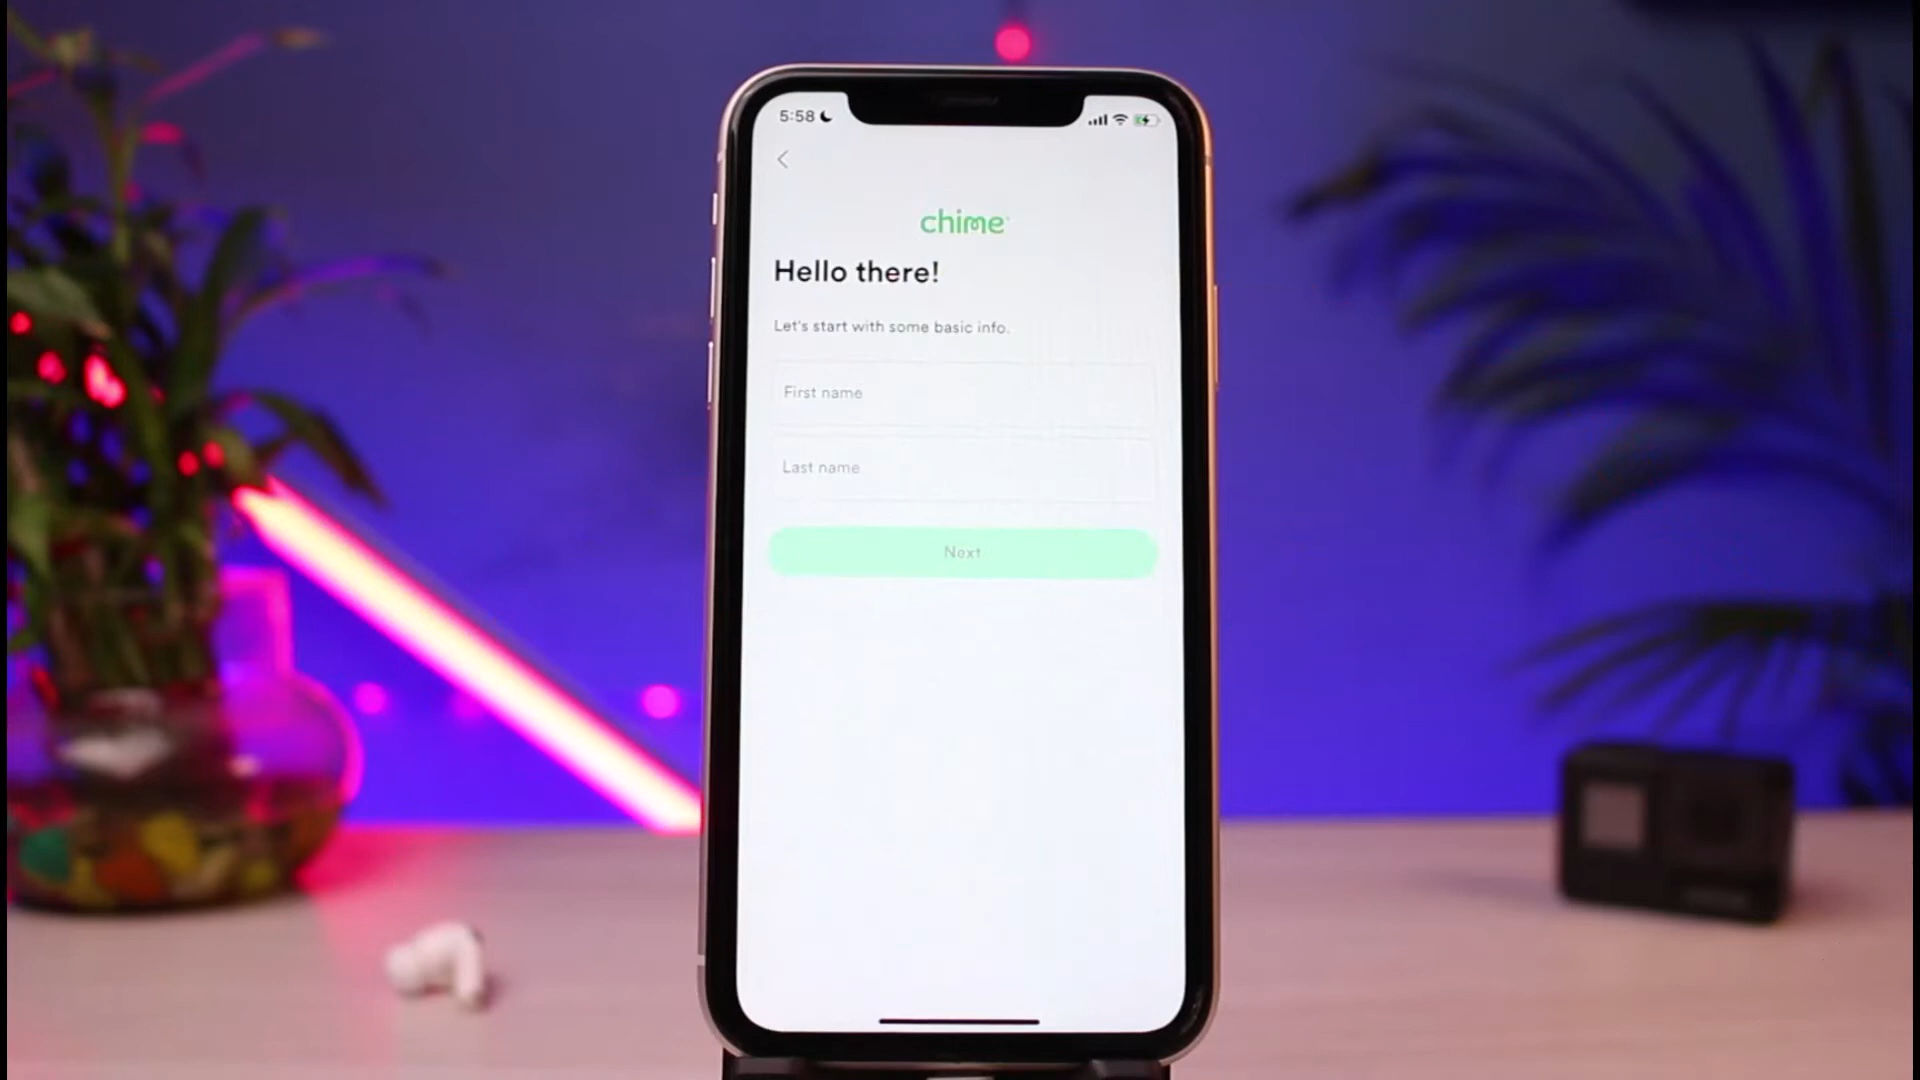 5:58
chime
Hello there!
Let's start with some basic info.
First name
Last name
Next